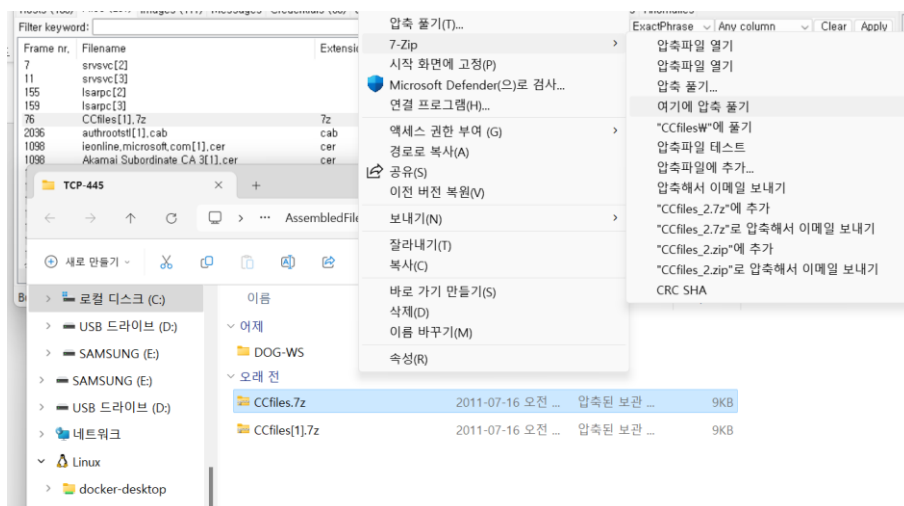 Filter keyword:
ExactPhrase
Any column
Clear
Apply
Frame nr.
Filename
7
srvsvc[2]
11
srvsvc[3]
155
lsarpc[2]
159
lsarpc[3]
76
CCfiles[1].7z
7z
2036
authrootstl[1].cab
cab
1098
ieonline.microsoft.com[1].cer
cer
1098
Akamai Subordinate CA 3[1].cer
cer
TCP-445
AssembledFile
새로 만들기
로컬 디스크 (C:)
USB 드라이브 (D:)
SAMSUNG (E:)
SAMSUNG (E:)
USB 드라이브 (D:)
네트워크
Linux
docker-desktop
이름
어제
DOG-WS
오래 전
CCfiles.7z
2011-07-16 오전 ...
압축된 보관 ...
9KB
CCfiles[1].7z
2011-07-16 오전 ...
압축된 보관 ...
9KB
압축 풀기(T)...
7-Zip
시작 화면에 고정(P)
Microsoft Defender(으)로 검사...
연결 프로그램(H)...
액세스 권한 부여 (G)
경로로 복사(A)
공유(S)
이전 버전 복원(V)
보내기(N)
잘라내기(T)
복사(C)
바로 가기 만들기(S)
삭제(D)
이름 바꾸기(M)
속성(R)
압축파일 열기
압축파일 열기
압축 풀기...
여기에 압축 풀기
"CCfiles₩"에 풀기
압축파일 테스트
압축파일에 추가...
압축해서 이메일 보내기
"CCfiles_2.7z"에 추가
"CCfiles_2.7z"로 압축해서 이메일 보내기
"CCfiles_2.zip"에 추가
"CCfiles_2.zip"로 압축해서 이메일 보내기
CRC SHA